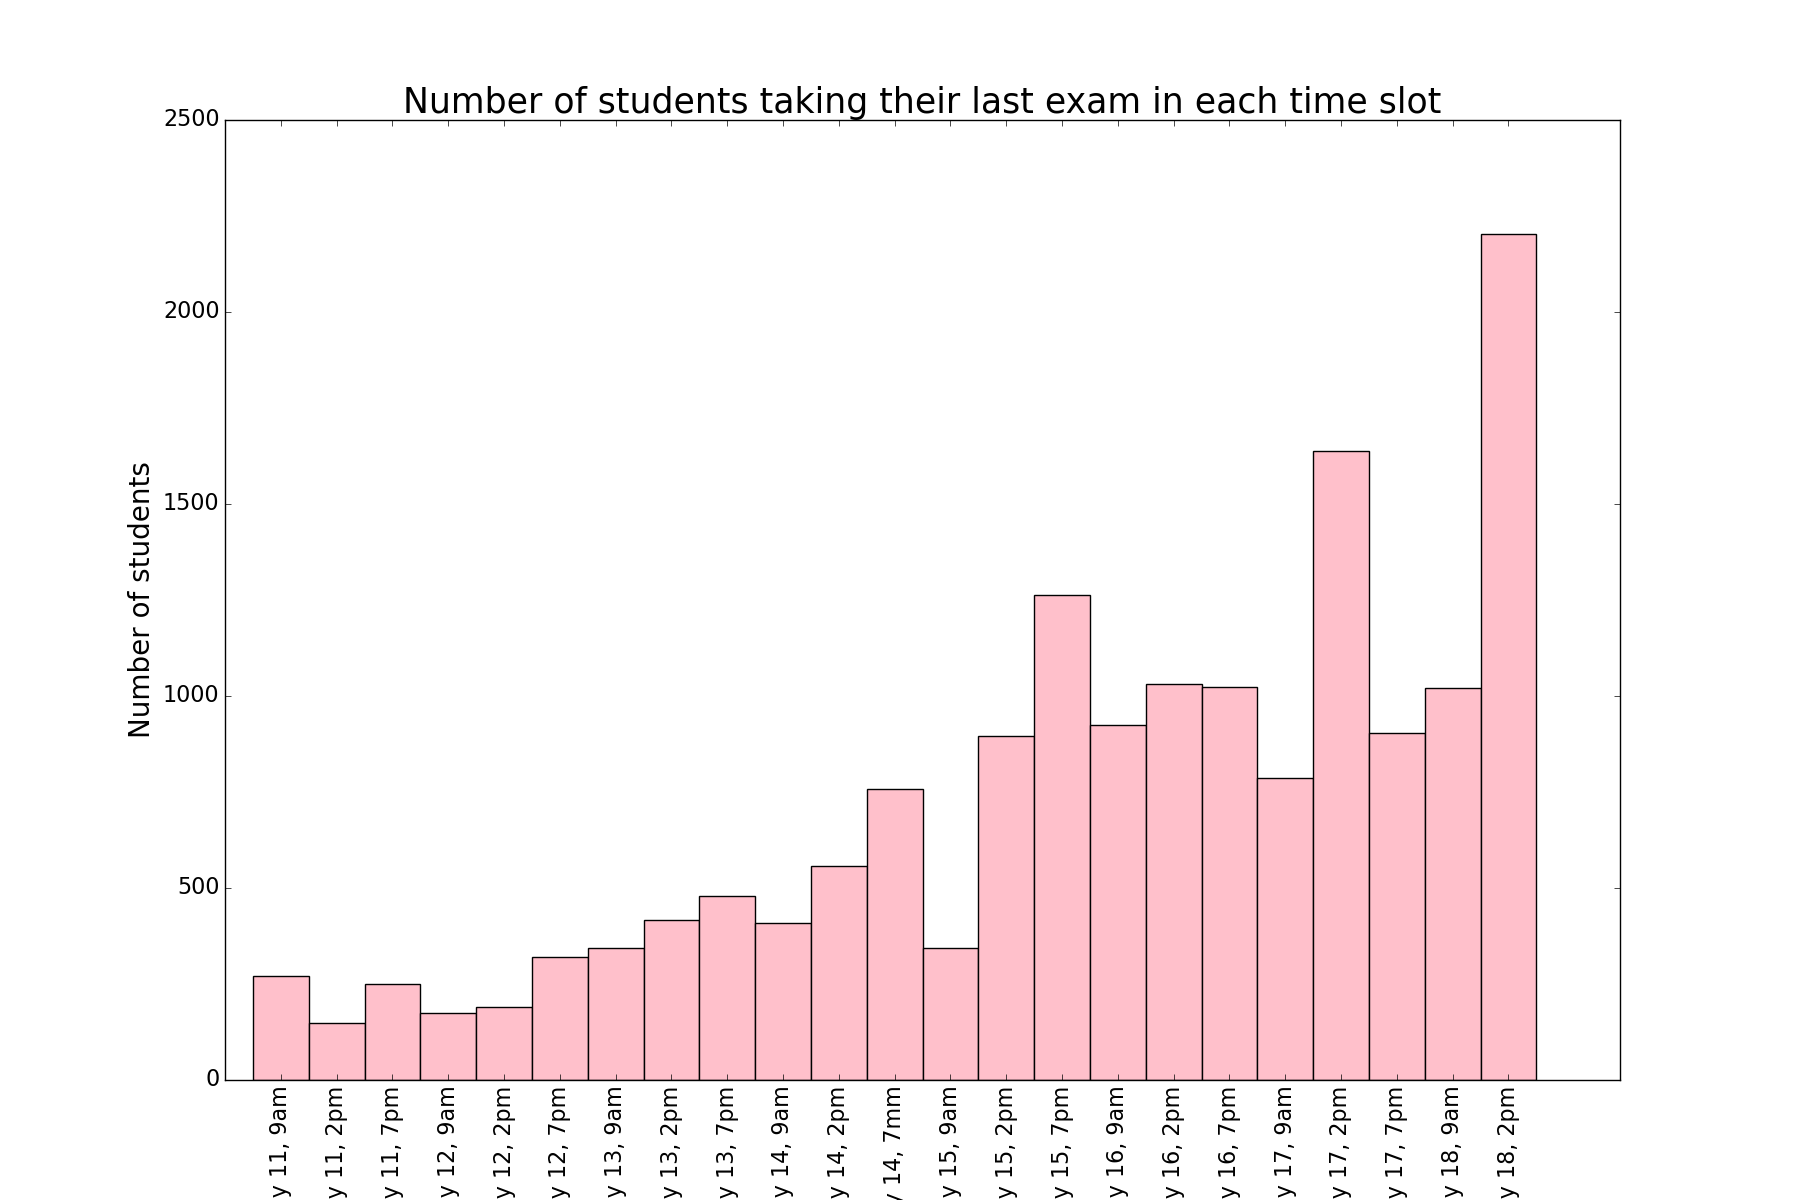 Number of students taking their last exam in each time slot
2500
2000
1500
1000
500
0
Number of students
y 11, 9am
y 11, 2pm
y 11, 7pm
y 12, 9am
y 12, 2pm
y 12, 7pm
y 13, 9am
y 13, 2pm
y 13, 7pm
y 14, 9am
y 14, 2pm
y 14, 7mm
y 15, 9am
y 15, 2pm
y 15, 7pm
y 16, 9am
y 16, 2pm
y 16, 7pm
y 17, 9am
y 17, 2pm
y 17, 7pm
y 18, 9am
y 18, 2pm